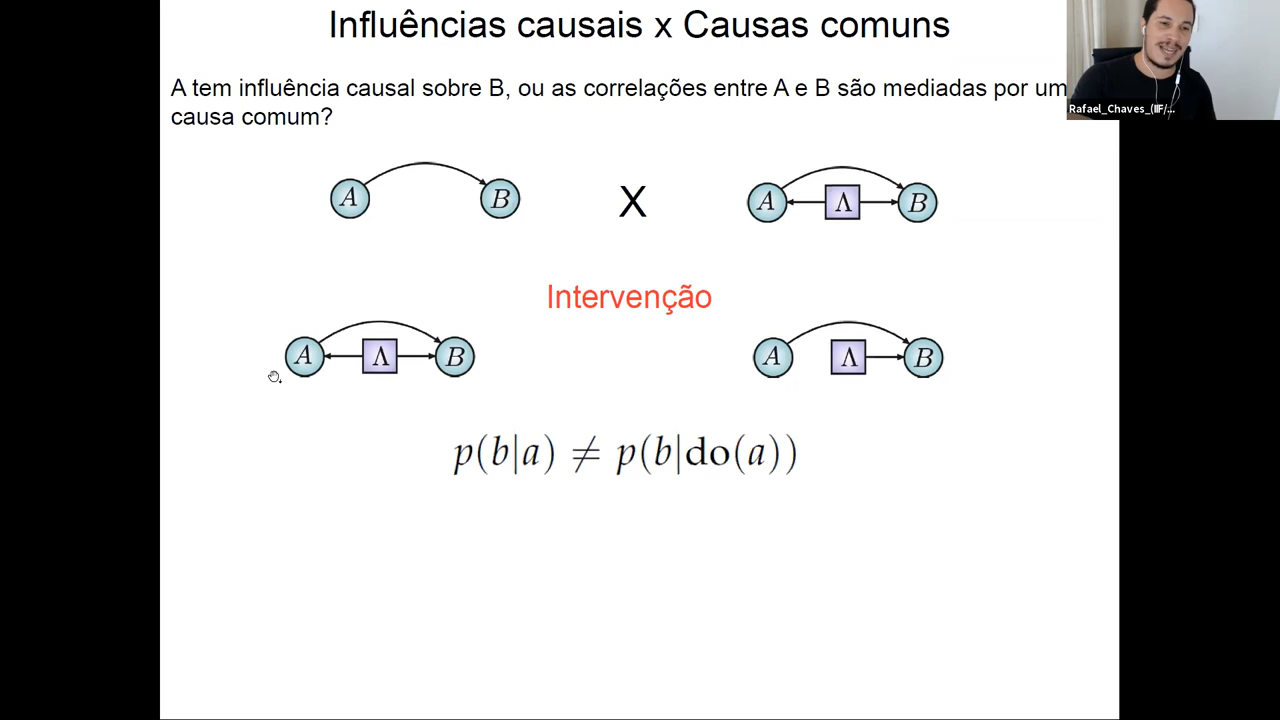 Influências causais x Causas comuns
A tem influência causal sobre B, ou as correlações entre A e B são mediadas por um
causa comum?
Rafael_Chaves_(IIF/...
A B X A Λ B
Intervenção
A Λ B A Λ B
p(b|a) ≠ p(b|do(a))